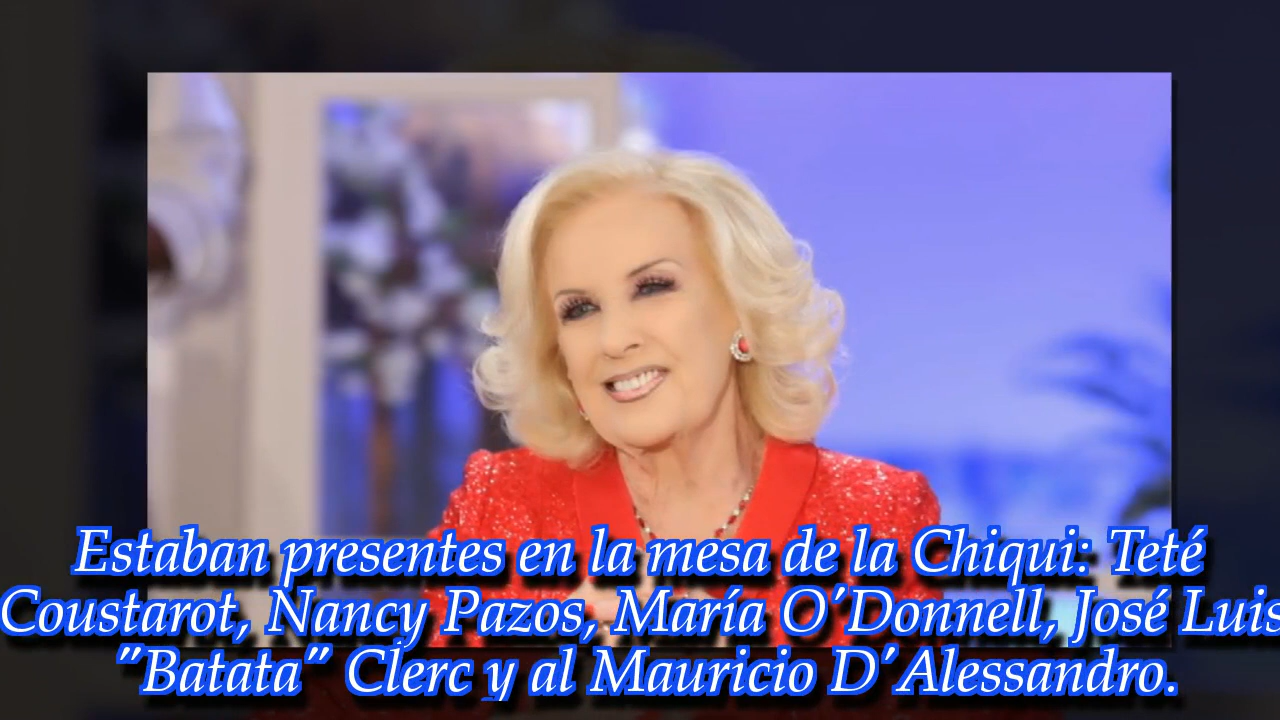 Estaban presentes en la mesa de la Chiqui: Teté
Coustarot, Nancy Pazos, María O'Donnell, José Luis
"Batata" Clerc y al Mauricio D'Alessandro.